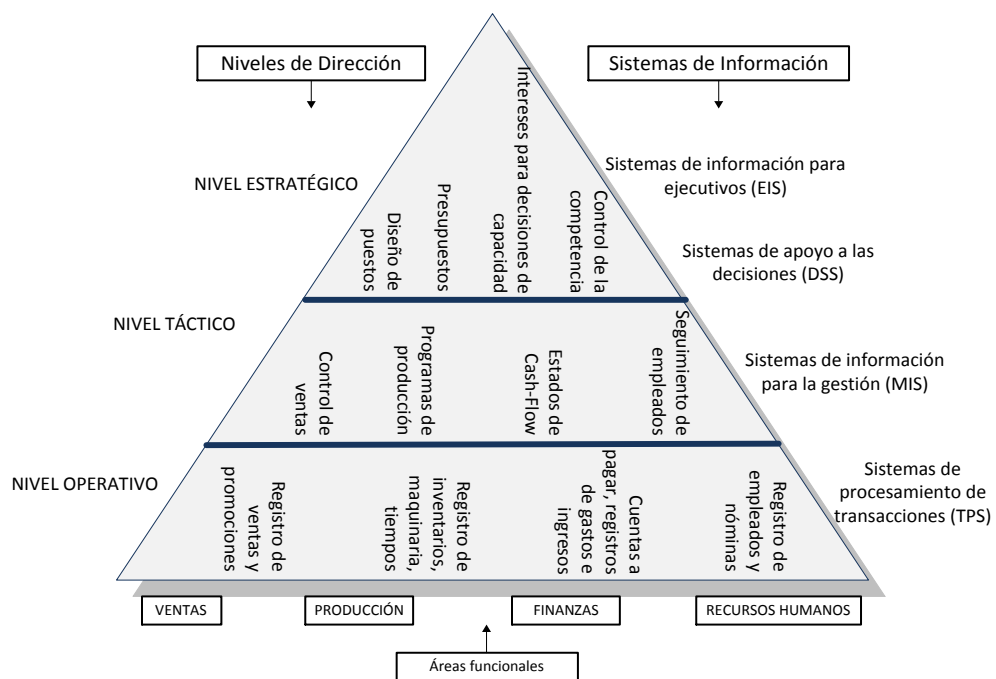 Niveles de Dirección
Sistemas de Información
NIVEL ESTRATÉGICO
Diseño de
puestos
Presupuestos
Intereses para decisiones de
capacidad
Control de la
competencia
Sistemas de información para
ejecutivos (EIS)
Sistemas de apoyo a las
decisiones (DSS)
NIVEL TÁCTICO
Control de
ventas
Programas de
producción
Estados de
Cash-Flow
Seguimiento de
empleados
Sistemas de información
para la gestión (MIS)
NIVEL OPERATIVO
Registro de
ventas y
promociones
Registro de
inventarios,
maquinaria,
tiempos
Cuentas a
pagar, registros
de gastos e
ingresos
Registro de
empleados y
nóminas
Sistemas de
procesamiento de
transacciones (TPS)
VENTAS
PRODUCCIÓN
FINANZAS
RECURSOS HUMANOS
Áreas funcionales